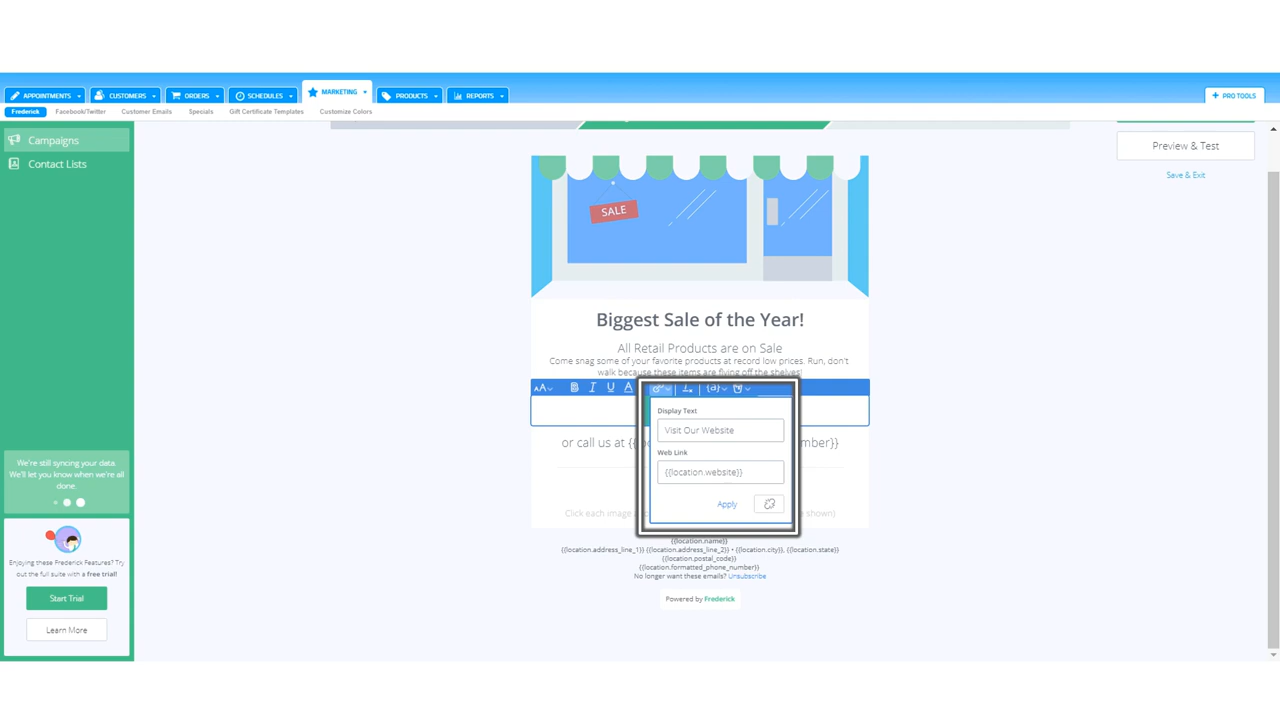 APPOINTMENTS
CUSTOMERS
ORDERS
SCHEDULES
MARKETING
PRODUCTS
REPORTS
PRO TOOLS
Frederick
Facebook/Twitter
Customer Emails
Specials
Gift Certificate Templates
Customize Colors
Campaigns
Contact Lists
Preview & Test
Save & Exit
SALE
Biggest Sale of the Year!
All Retail Products are on Sale
Come snag some of your favorite products at record low prices. Run, don't
walk because these items are flying off the shelves!
AA
B I U A
{a}
Display Text
Visit Our Website
Web Link
{{location.website}}
Apply
or call us at {{
mber}}
Click each image
shown)
{{location.name}}
{{location.address_line_1}} {{location.address_line_2}} • {{location.city}}, {{location.state}}
{{location.postal_code}}
{{location.formatted_phone_number}}
No longer want these emails? Unsubscribe
Powered by Frederick
We're still syncing your data.
We'll let you know when we're all
done.
Enjoying these Frederick Features? Try
out the full suite with a free trial!
Start Trial
Learn More